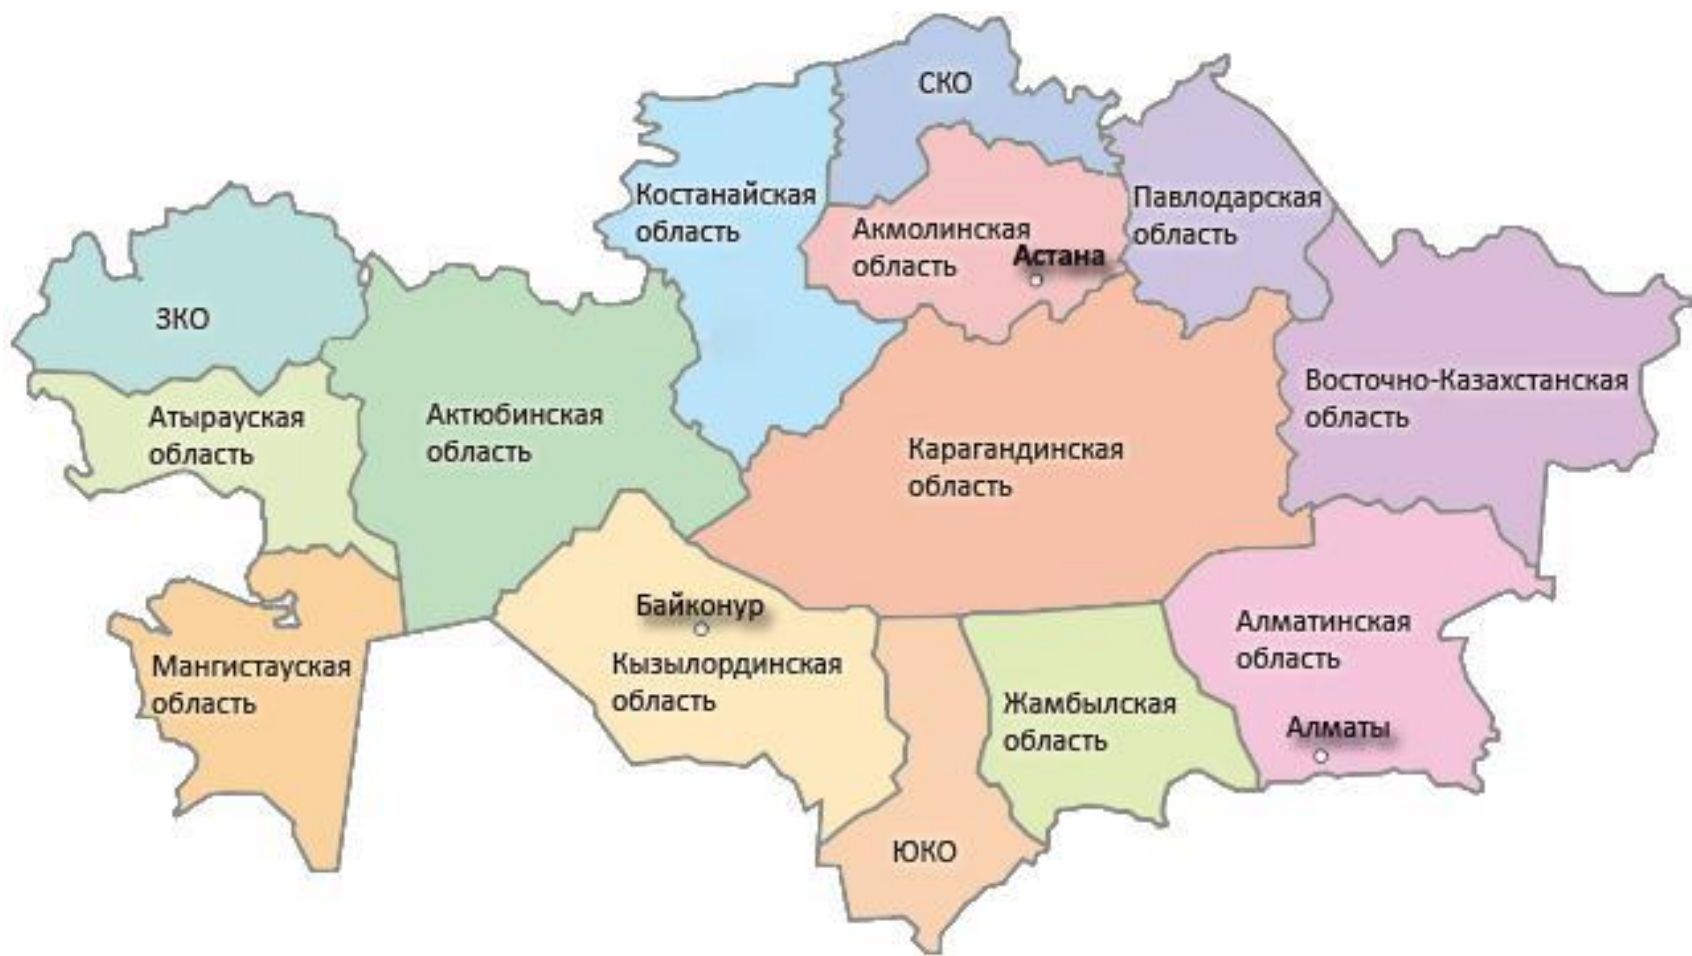 СКО
Костанайская
область
Павлодарская
область
Акмолинская
область
Астана
ЗКО
Восточно-Казахстанская
область
Атырауская
область
Актюбинская
область
Карагандинская
область
Байконур
Кызылординская
область
Алматинская
область
Мангистауская
область
Жамбылская
область
Алматы
ЮКО